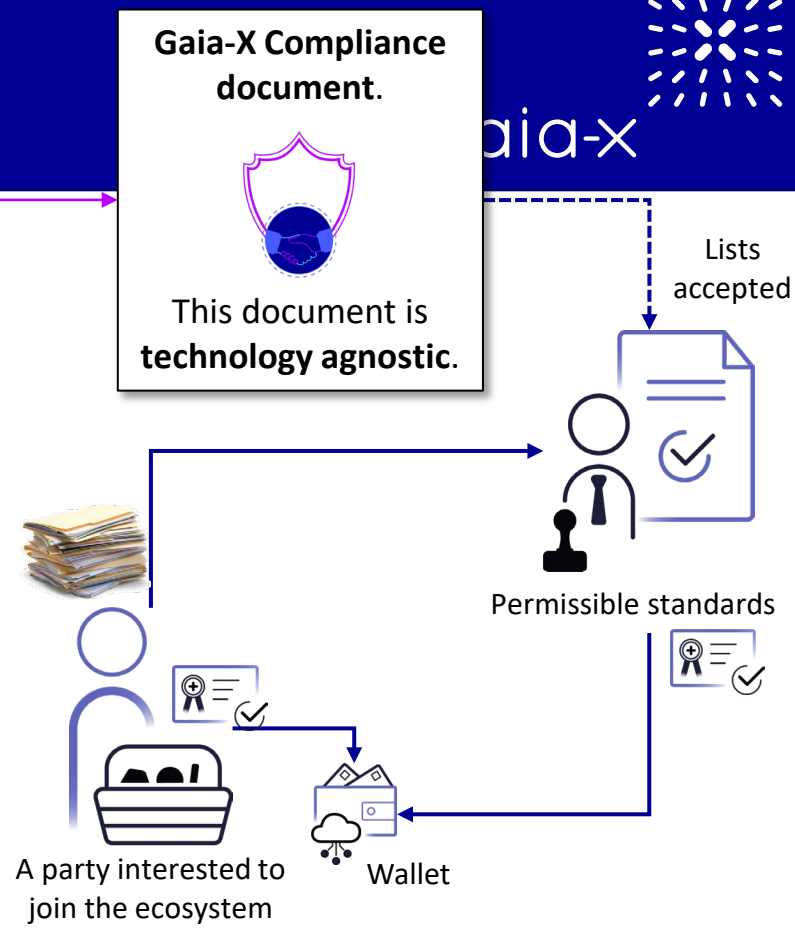 Gaia-X Compliance
document.
aia-x
This document is
technology agnostic.
Lists
accepted
Permissible standards
A party interested to
join the ecosystem
Wallet